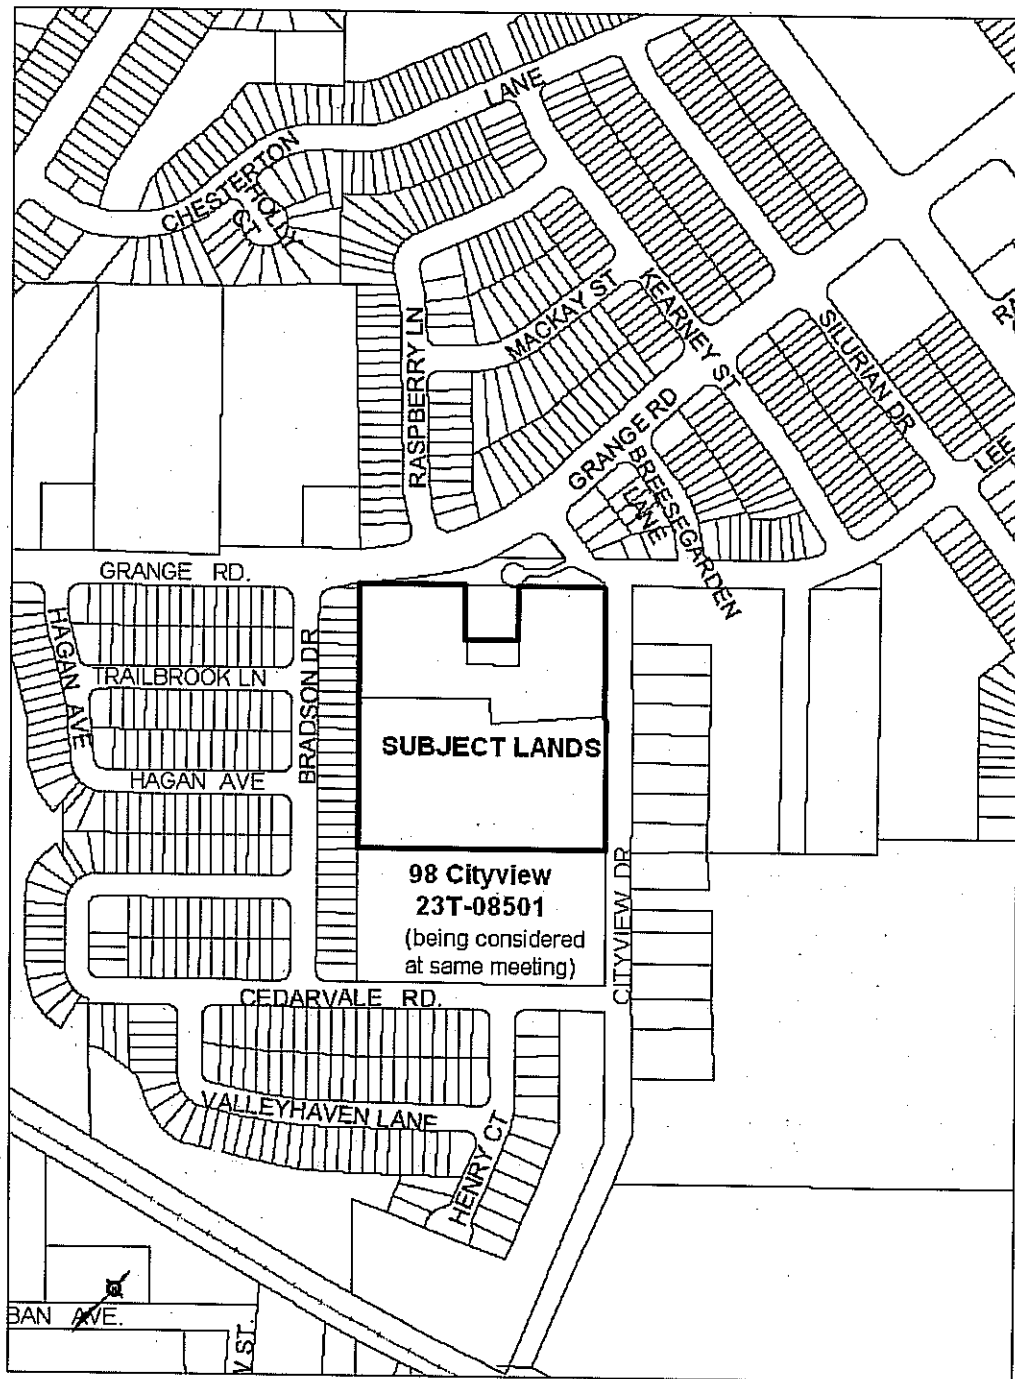 LANE
CHESTERTON
HOLLY
CT
KEARNEY ST
MACKAY ST
RASPBERRY LN
SILURIAN DR
GRANGE RD
LEE
BREESEGARDEN
LANE
GRANGE RD.
HAGAN AVE
TRAILBROOK LN
BRADSON DR
SUBJECT LANDS
HAGAN AVE
98 Cityview
23T-08501
(being considered
at same meeting)
CITYVIEW DR
CEDARVALE RD.
VALLEYHAVEN LANE
HENRY CT
BAN AVE.
V ST.